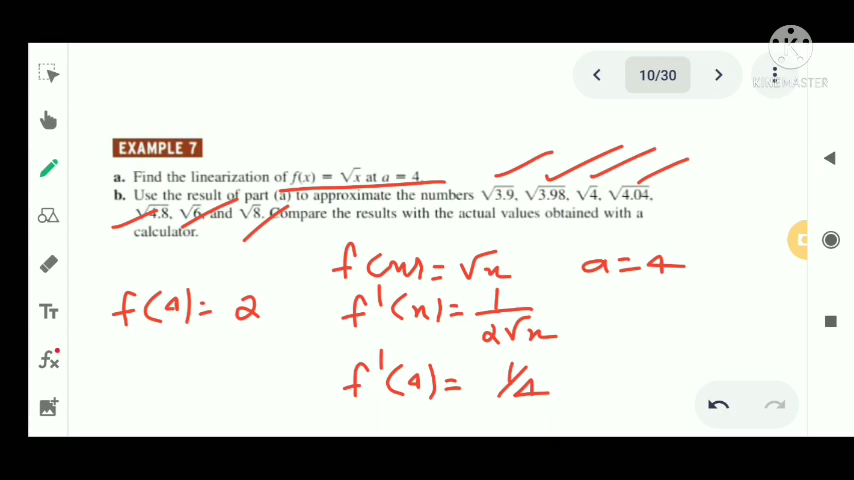 10/30
KINEMASTER
EXAMPLE 7
a. Find the linearization of f(x) = √x at a = 4.
b. Use the result of part (a) to approximate the numbers √3.9, √3.98, √4, √4.04,
√4.8, √6, and √8. Compare the results with the actual values obtained with a
calculator.
f(x) = √x a = 4
f(4) = 2 f'(x) = 1/2√x
f'(4) = 1/4
Tt
fx